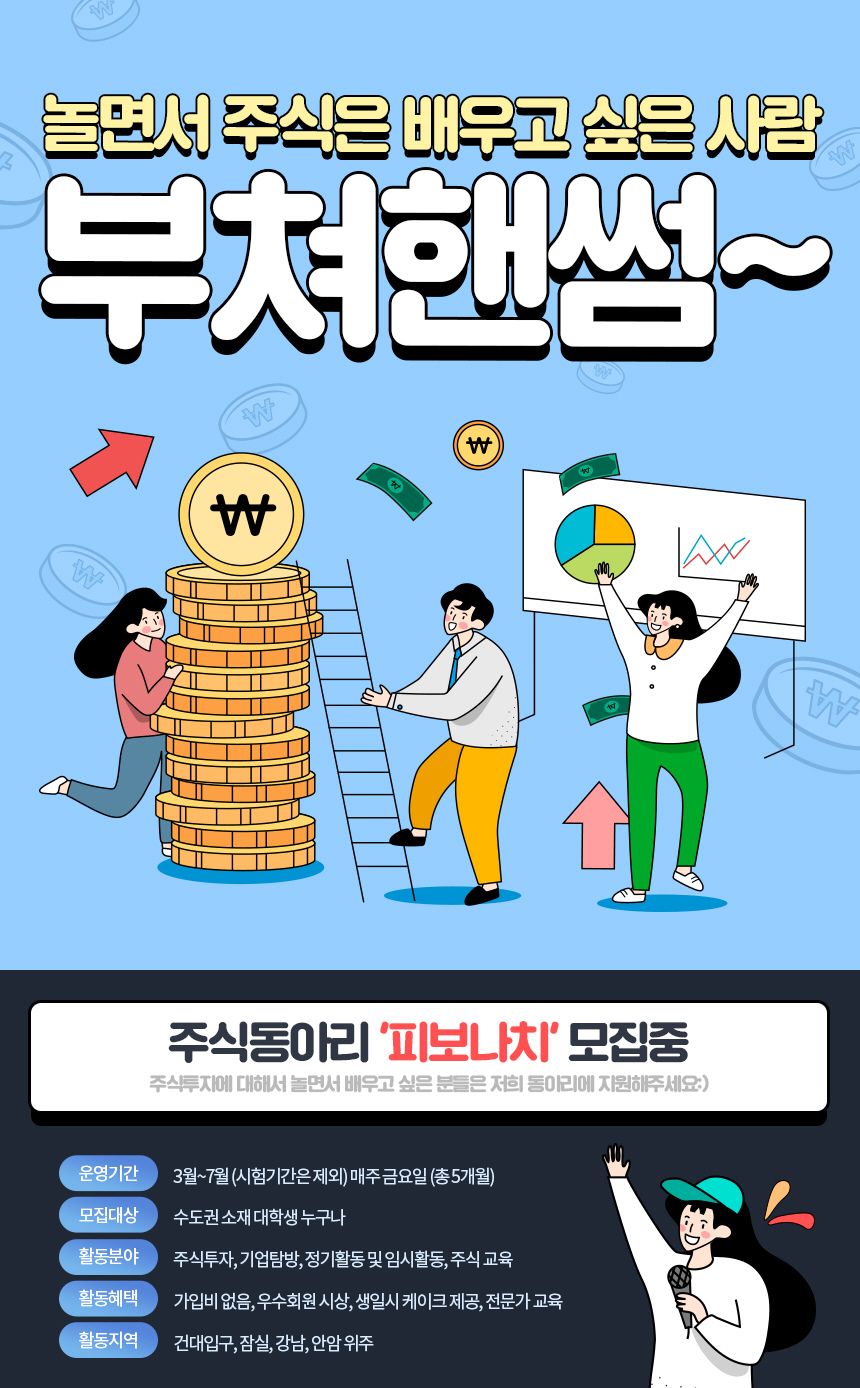 놀면서 주식은 배우고 싶은 사람
부쳐핸썸~
주식동아리 '피보나치' 모집중
주식투자에 대해서 놀면서 배우고 싶은 분들은 저희 동아리에 지원해주세요:)
운영기간 3월~7월 (시험기간은 제외) 매주 금요일 (총 5개월)
모집대상 수도권 소재 대학생 누구나
활동분야 주식투자, 기업탐방, 정기활동 및 임시활동, 주식 교육
활동혜택 가입비 없음, 우수회원 시상, 생일시 케이크 제공, 전문가 교육
활동지역 건대입구, 잠실, 강남, 안암 위주